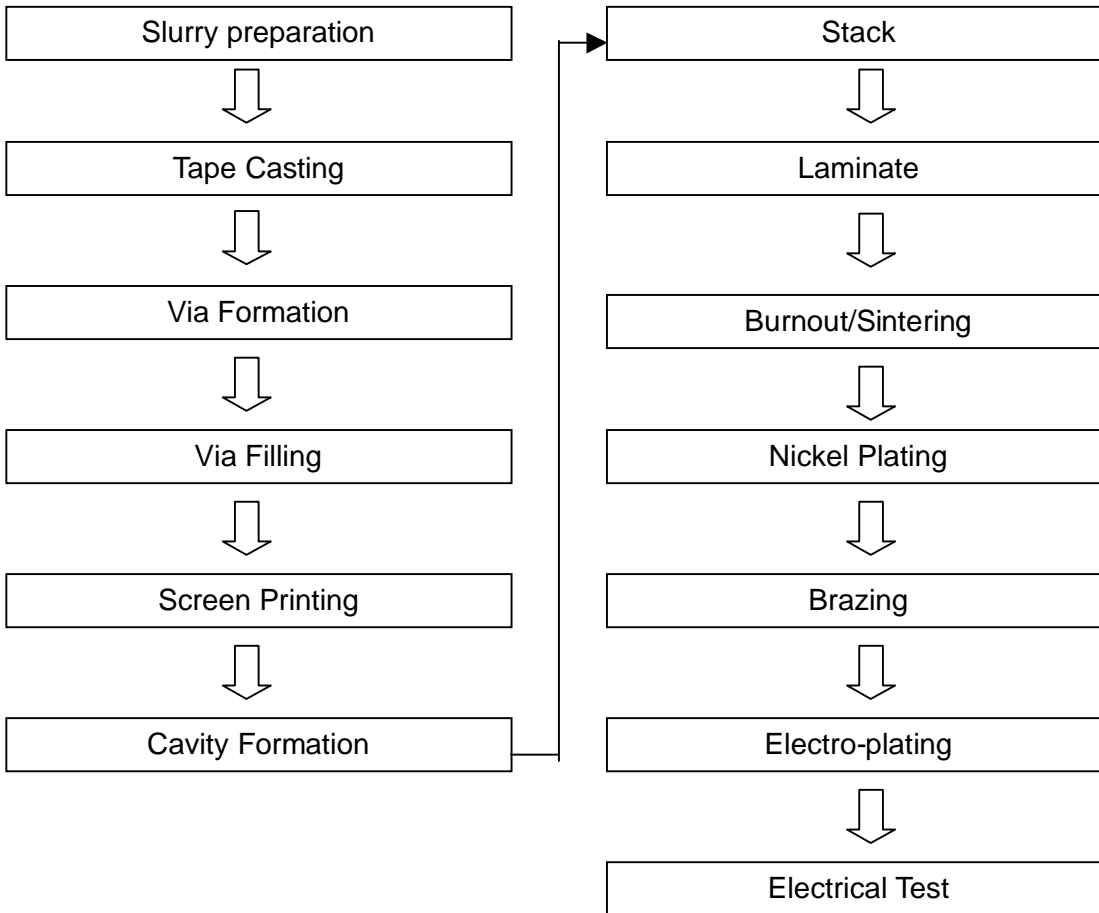 Slurry preparation
Tape Casting
Via Formation
Via Filling
Screen Printing
Cavity Formation
Stack
Laminate
Burnout/Sintering
Nickel Plating
Brazing
Electro-plating
Electrical Test